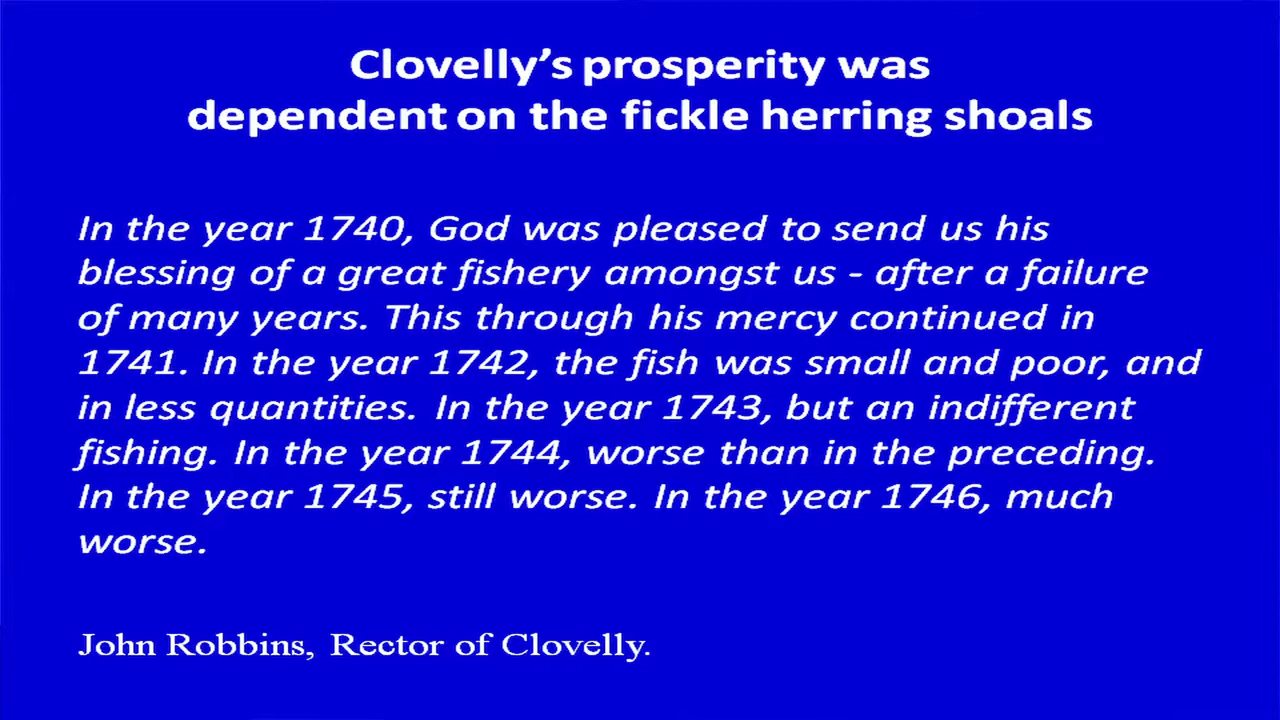 Clovelly’s prosperity was
dependent on the fickle herring shoals
In the year 1740, God was pleased to send us his
blessing of a great fishery amongst us - after a failure
of many years. This through his mercy continued in
1741. In the year 1742, the fish was small and poor, and
in less quantities. In the year 1743, but an indifferent
fishing. In the year 1744, worse than in the preceding.
In the year 1745, still worse. In the year 1746, much
worse.
John Robbins, Rector of Clovelly.